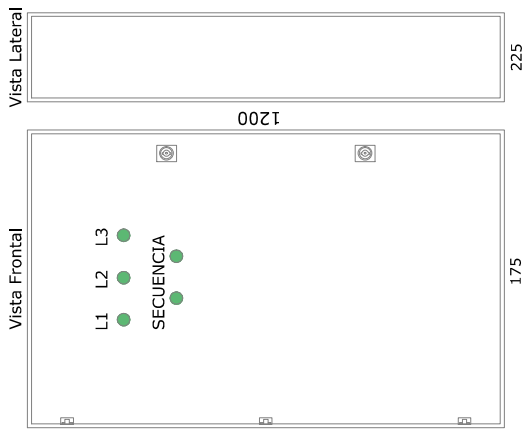 Vista Frontal
Vista Lateral
L1 L2 L3
SECUENCIA
1200
175
225